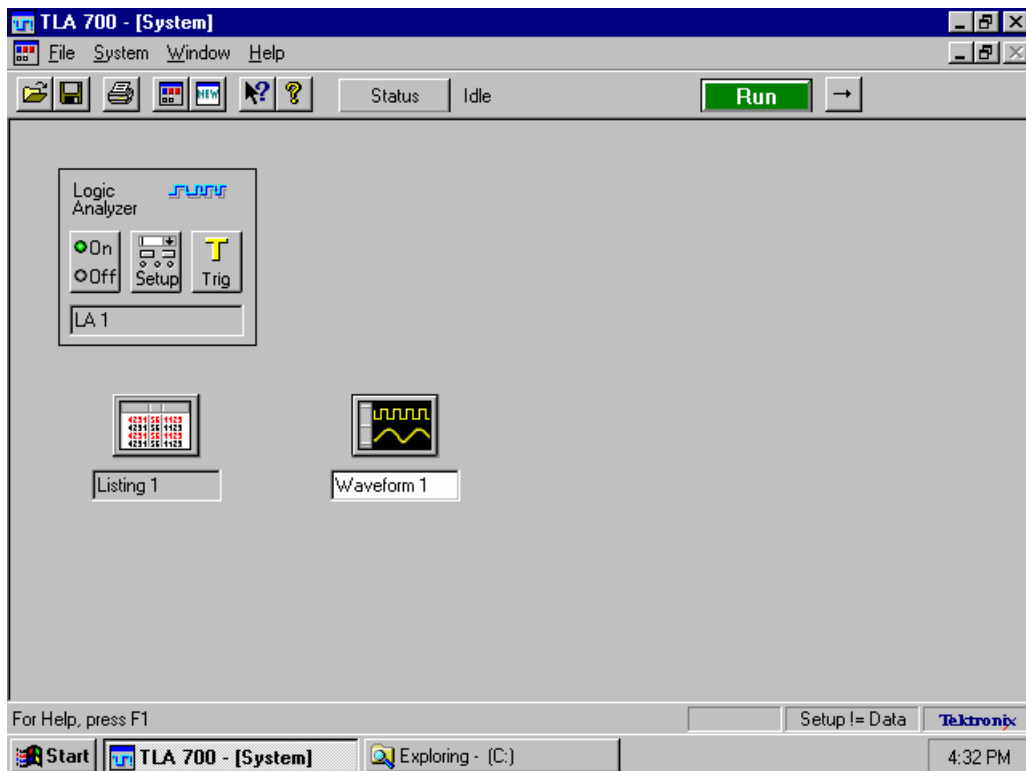 TLA 700 - [System]
File System Window Help
NEW
Status Idle Run
Logic
Analyzer
On
Off
Setup
Trig
LA 1
Listing 1
Waveform 1
For Help, press F1
Setup != Data
Tektronix
Start
TLA 700 - [System]
Exploring - (C:)
4:32 PM